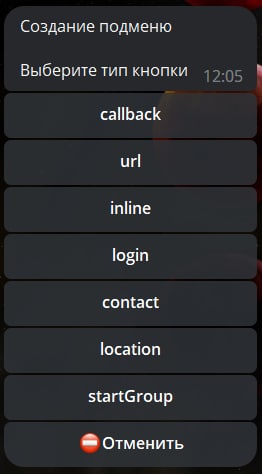 Создание подменю
Выберите тип кнопки
12:05
callback
url
inline
login
contact
location
startGroup
⛔Отменить